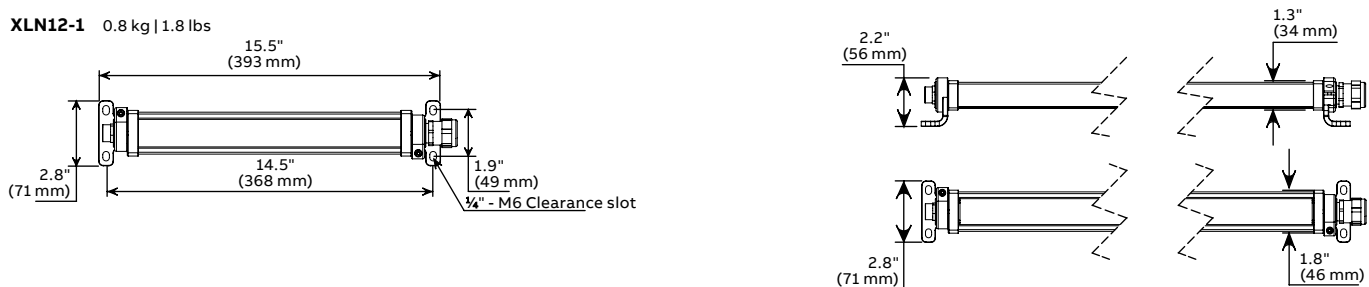 XLN12-1 0.8 kg | 1.8 lbs
15.5"
(393 mm)
2.8"
(71 mm)
14.5"
(368 mm)
1.9"
(49 mm)
¼" - M6 Clearance slot
2.2"
(56 mm)
1.3"
(34 mm)
2.8"
(71 mm)
1.8"
(46 mm)